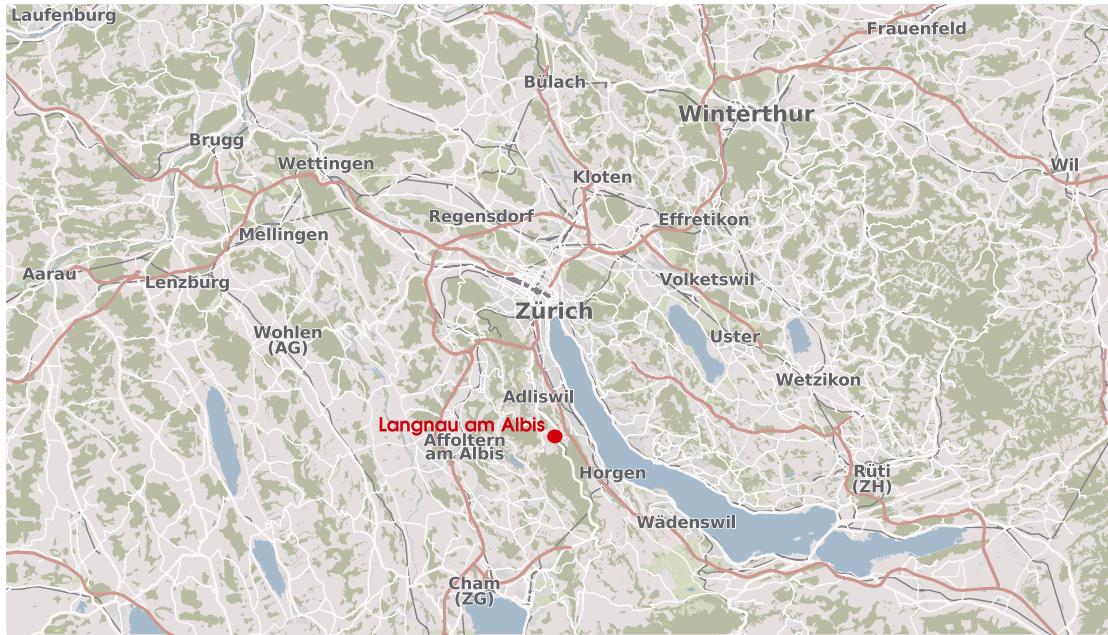 Laufenburg
Frauenfeld
Bülach
Winterthur
Brugg
Wettingen
Wil
Kloten
Regensdorf
Effretikon
Mellingen
Aarau
Lenzburg
Volketswil
Zürich
Wohlen
(AG)
Uster
Wetzikon
Adliswil
Langnau am Albis
Affoltern
am Albis
Horgen
Rüti
(ZH)
Wädenswil
Cham
(ZG)